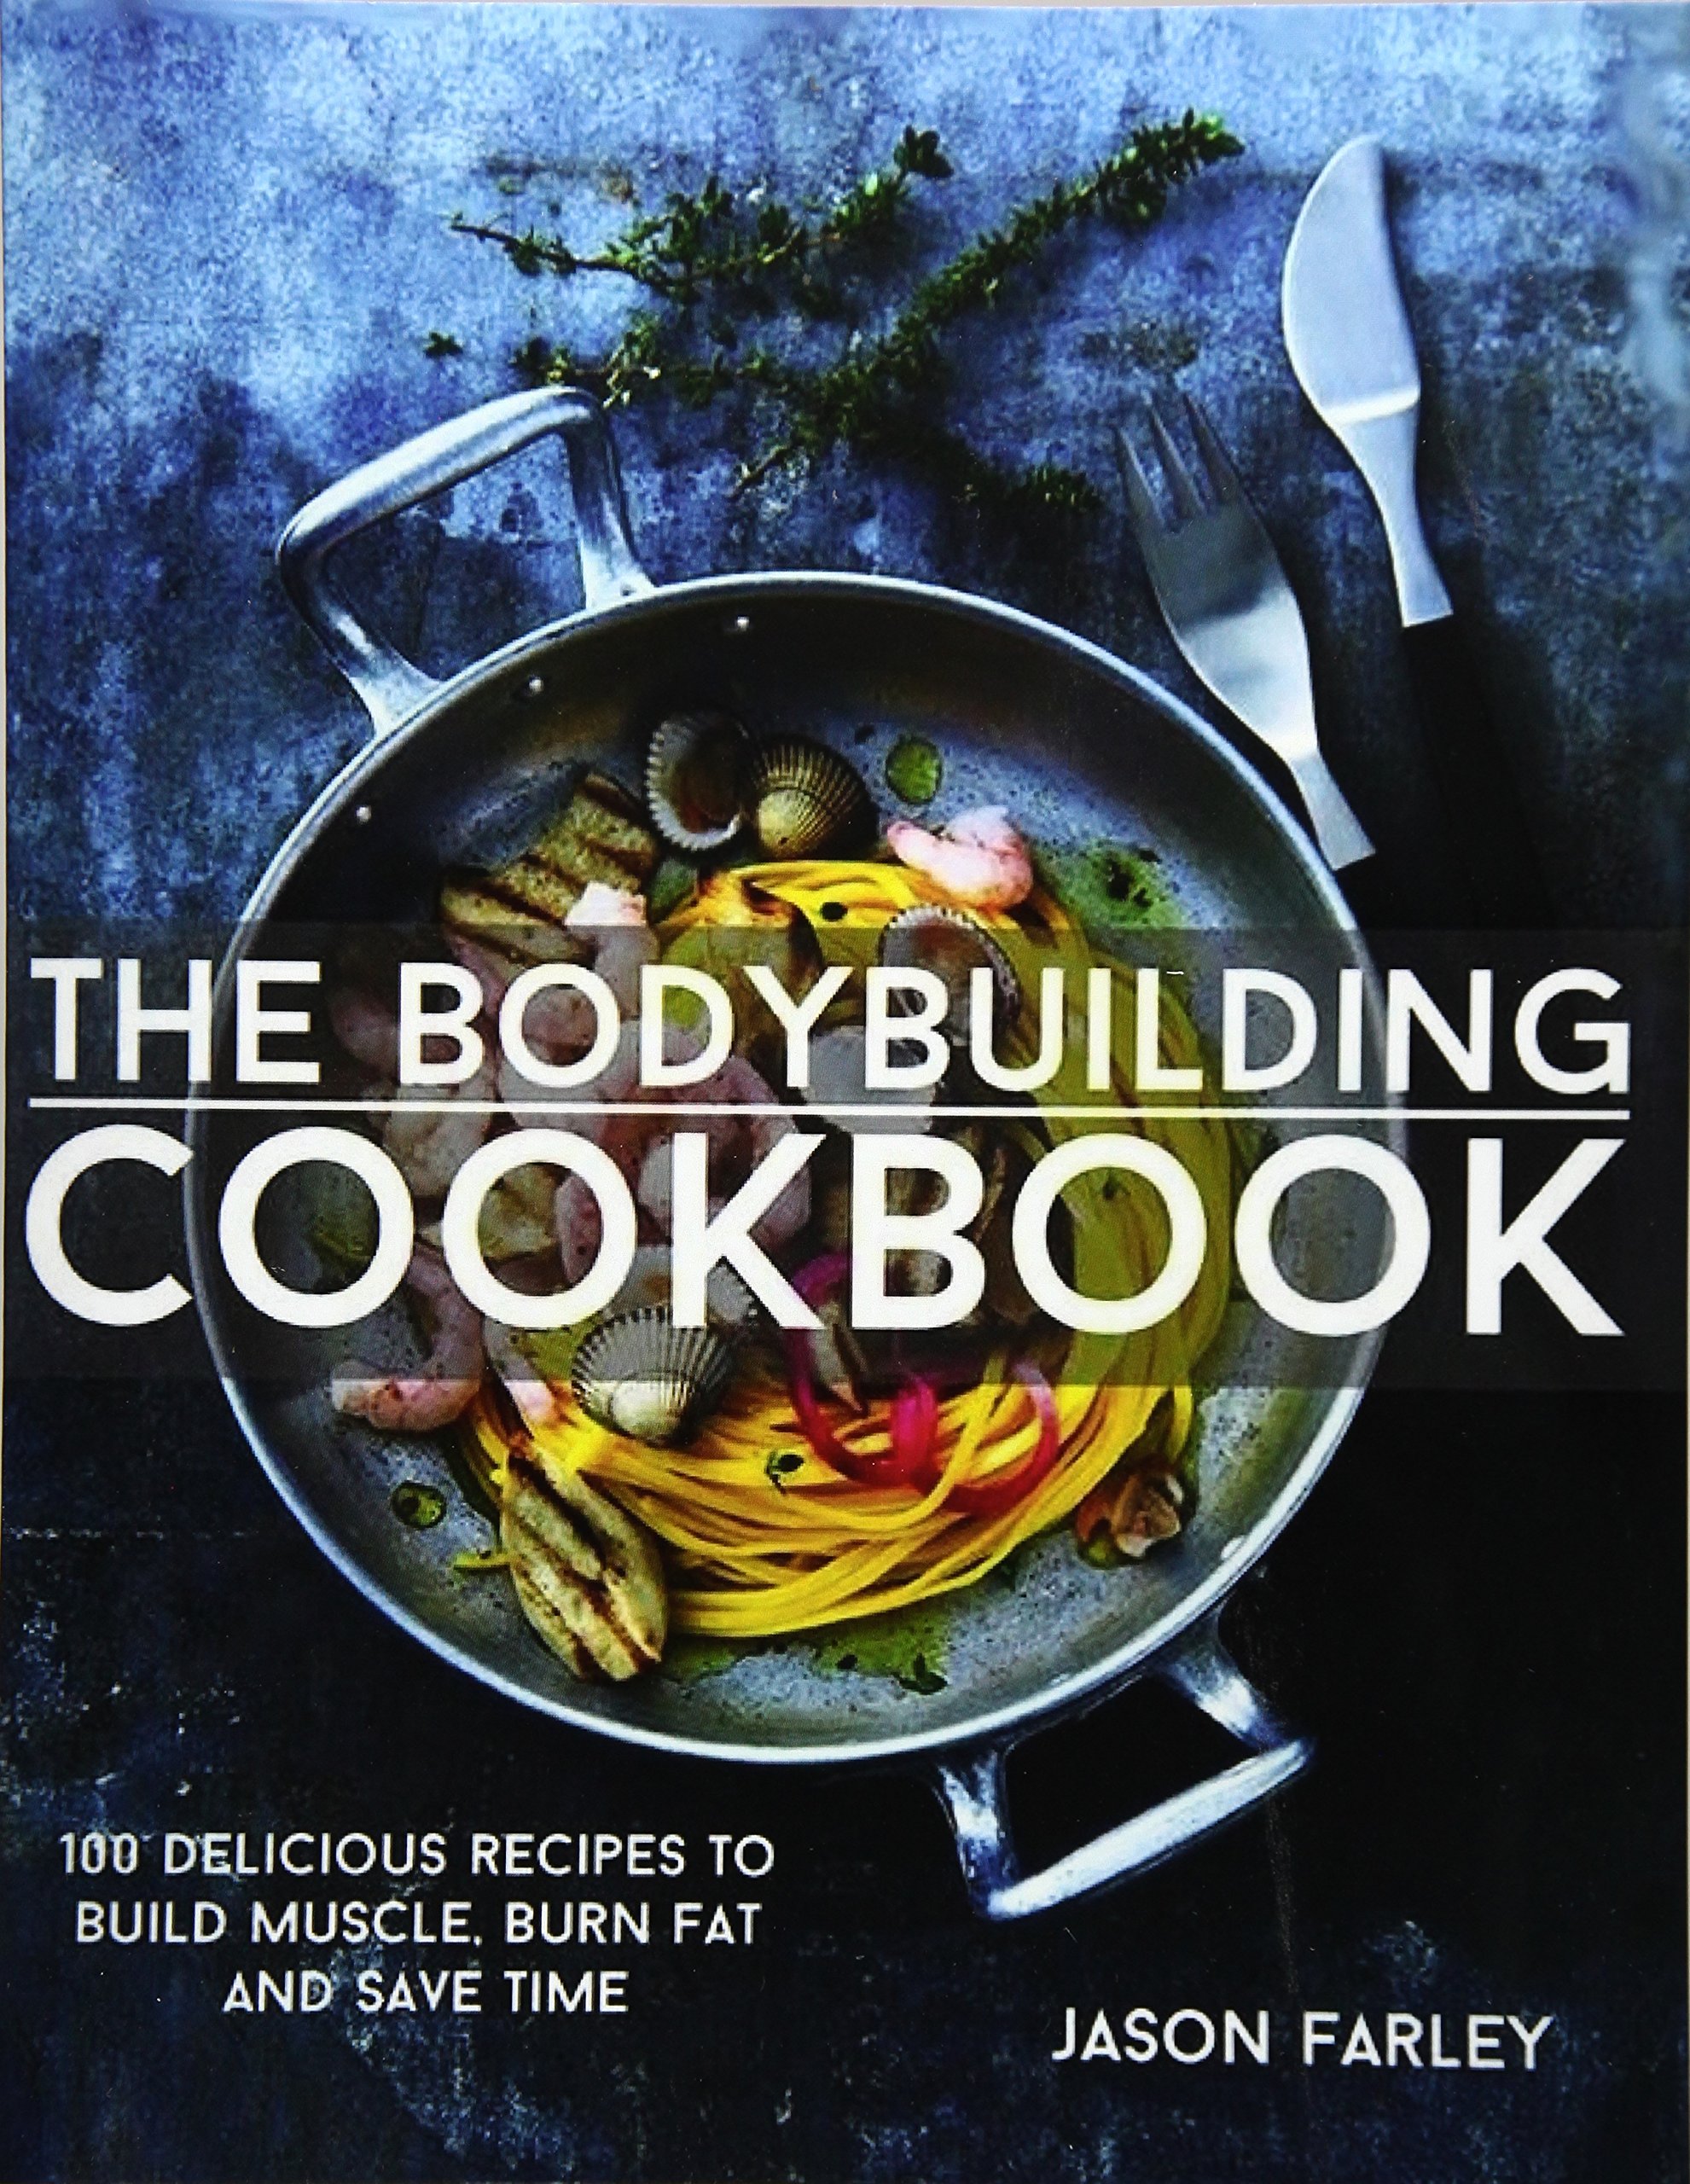 THE BODYBUILDING
COOKBOOK
100 DELICIOUS RECIPES TO
BUILD MUSCLE, BURN FAT
AND SAVE TIME
JASON FARLEY